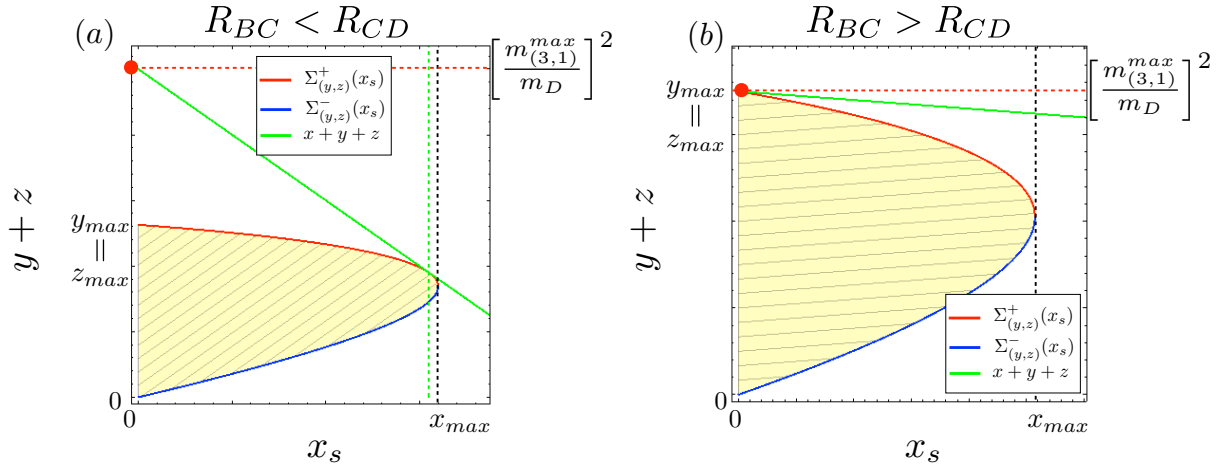 (a) R_{BC} < R_{CD}
[m^{max}_{(3,1)} / m_D]^2
Σ^+_{(y,z)}(x_s)
Σ^-_{(y,z)}(x_s)
x + y + z
y + z
y_{max}
=
z_{max}
0
0
x_{max}
x_s
(b) R_{BC} > R_{CD}
[m^{max}_{(3,1)} / m_D]^2
y_{max}
=
z_{max}
y + z
Σ^+_{(y,z)}(x_s)
Σ^-_{(y,z)}(x_s)
x + y + z
0
0
x_{max}
x_s